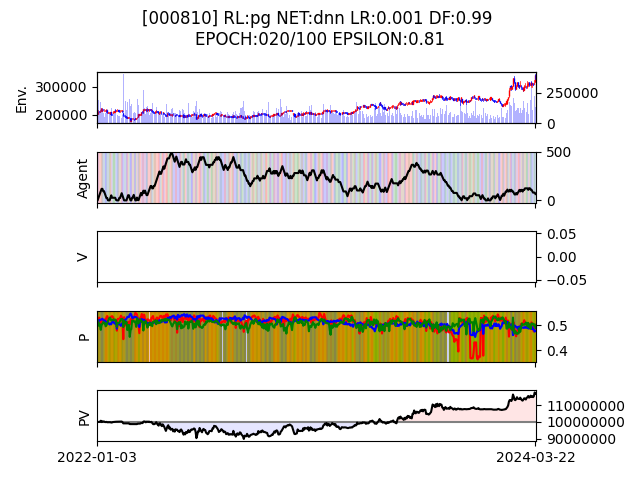 [000810] RL:pg NET:dnn LR:0.001 DF:0.99
EPOCH:020/100 EPSILON:0.81
Env.
300000
200000
250000
0
Agent
500
0
V
0.05
0.00
−0.05
P
0.5
0.4
PV
110000000
100000000
90000000
2022-01-03
2024-03-22